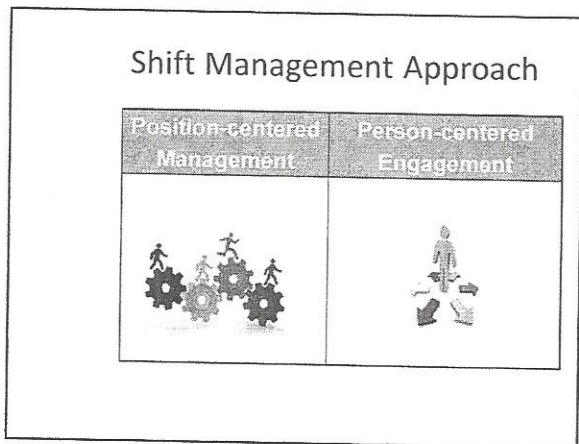 Shift Management Approach
Position-centered
Management
Person-centered
Engagement